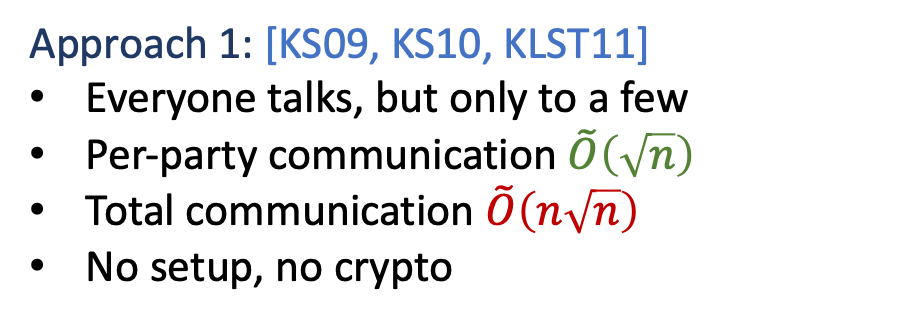 Approach 1: [KS09, KS10, KLST11]
• Everyone talks, but only to a few
• Per-party communication Õ(√n)
• Total communication Õ(n√n)
• No setup, no crypto